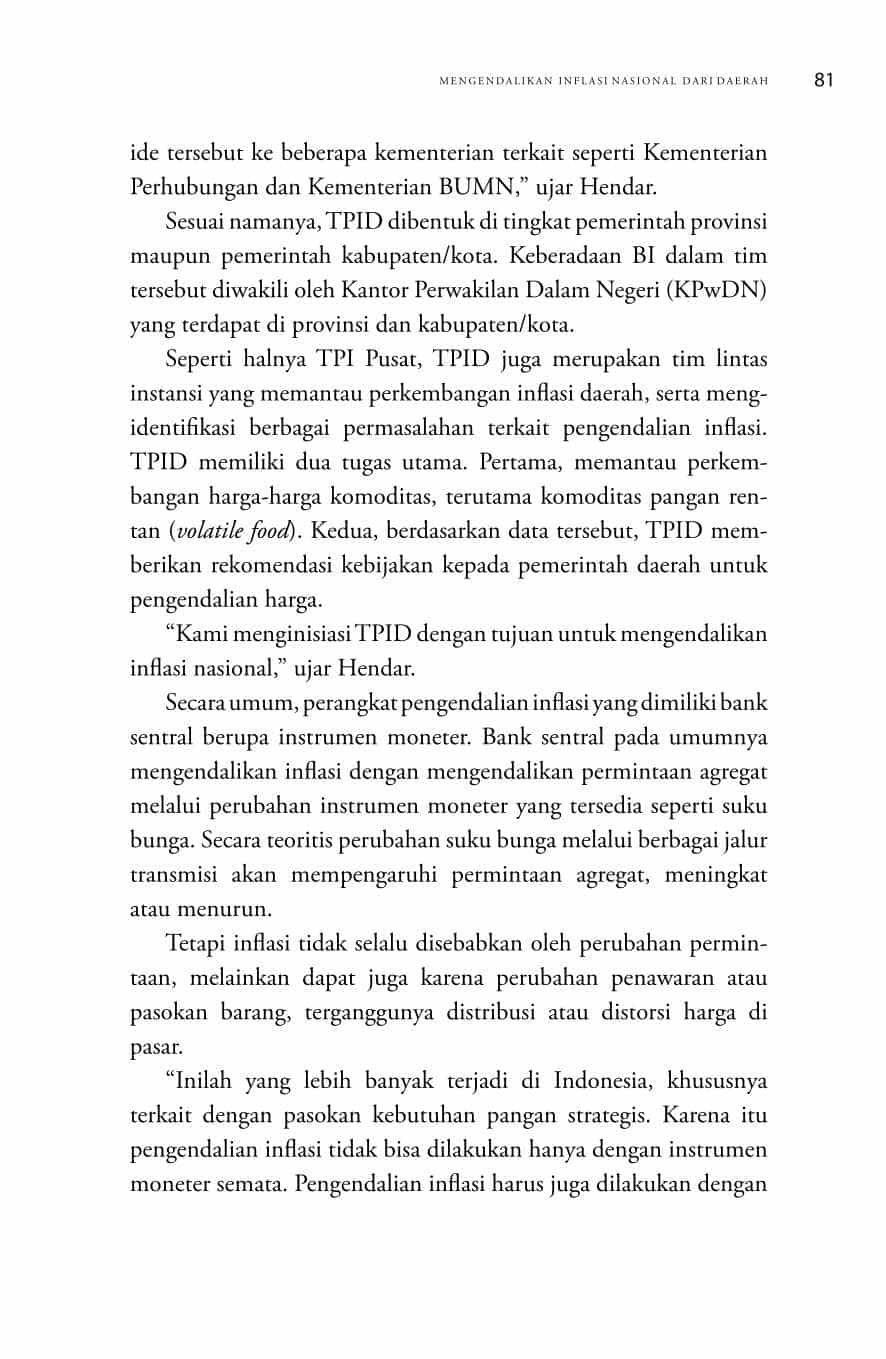 MENGENDALIKAN INFLASI NASIONAL DARI DAERAH 81
ide tersebut ke beberapa kementerian terkait seperti Kementerian
Perhubungan dan Kementerian BUMN,” ujar Hendar.
Sesuai namanya, TPID dibentuk di tingkat pemerintah provinsi
maupun pemerintah kabupaten/kota. Keberadaan BI dalam tim
tersebut diwakili oleh Kantor Perwakilan Dalam Negeri (KPwDN)
yang terdapat di provinsi dan kabupaten/kota.
Seperti halnya TPI Pusat, TPID juga merupakan tim lintas
instansi yang memantau perkembangan inflasi daerah, serta meng-
identifikasi berbagai permasalahan terkait pengendalian inflasi.
TPID memiliki dua tugas utama. Pertama, memantau perkem-
bangan harga-harga komoditas, terutama komoditas pangan ren-
tan (volatile food). Kedua, berdasarkan data tersebut, TPID mem-
berikan rekomendasi kebijakan kepada pemerintah daerah untuk
pengendalian harga.
“Kami menginisiasi TPID dengan tujuan untuk mengendalikan
inflasi nasional,” ujar Hendar.
Secara umum, perangkat pengendalian inflasi yang dimiliki bank
sentral berupa instrumen moneter. Bank sentral pada umumnya
mengendalikan inflasi dengan mengendalikan permintaan agregat
melalui perubahan instrumen moneter yang tersedia seperti suku
bunga. Secara teoritis perubahan suku bunga melalui berbagai jalur
transmisi akan mempengaruhi permintaan agregat, meningkat
atau menurun.
Tetapi inflasi tidak selalu disebabkan oleh perubahan permin-
taan, melainkan dapat juga karena perubahan penawaran atau
pasokan barang, terganggunya distribusi atau distorsi harga di
pasar.
“Inilah yang lebih banyak terjadi di Indonesia, khususnya
terkait dengan pasokan kebutuhan pangan strategis. Karena itu
pengendalian inflasi tidak bisa dilakukan hanya dengan instrumen
moneter semata. Pengendalian inflasi harus juga dilakukan dengan